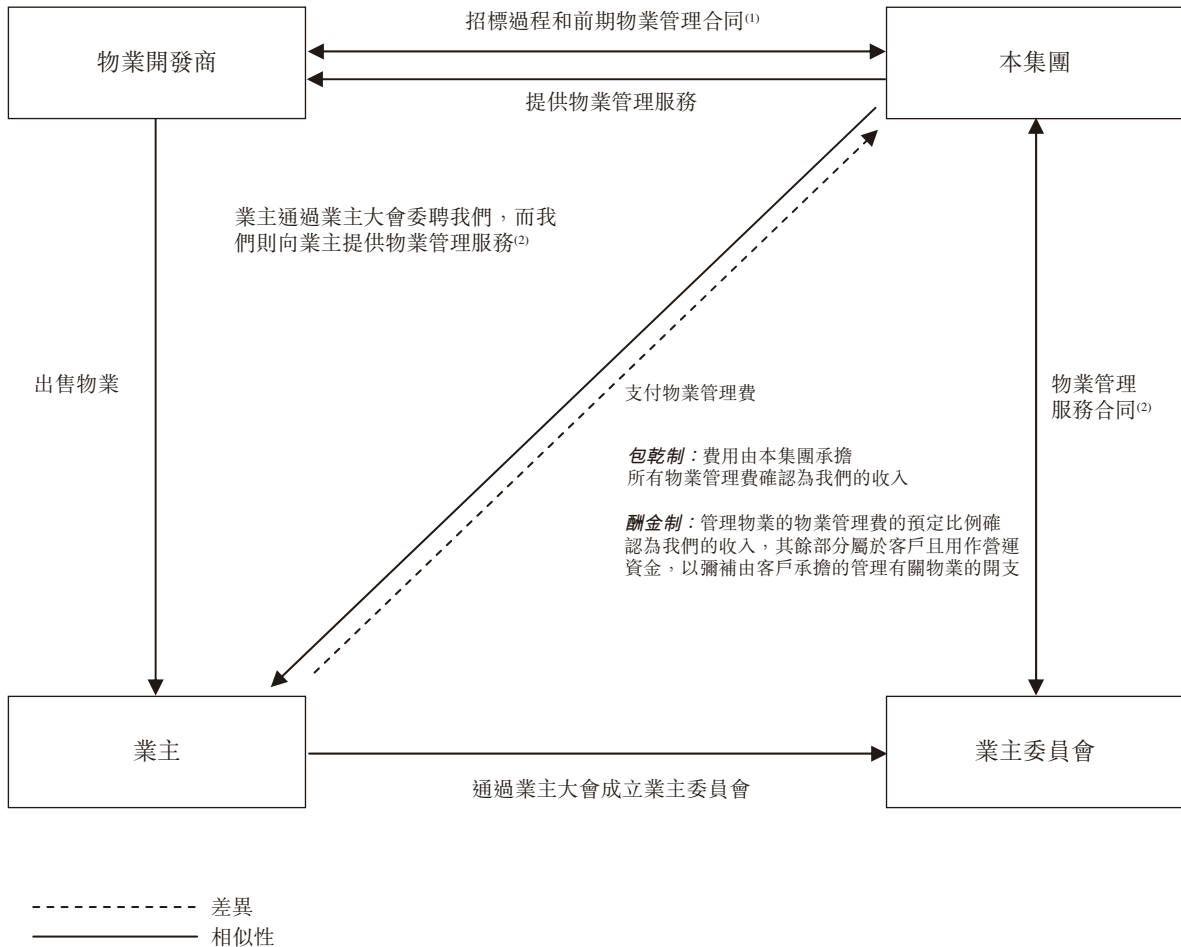 招標過程和前期物業管理合同(1)
物業開發商
本集團
提供物業管理服務
業主通過業主大會委聘我們，而我
們則向業主提供物業管理服務(2)
出售物業
支付物業管理費
物業管理
服務合同(2)
包乾制：費用由本集團承擔
所有物業管理費確認為我們的收入
酬金制：管理物業的物業管理費的預定比例確
認為我們的收入，其餘部分屬於客戶且用作營運
資金，以彌補由客戶承擔的管理有關物業的開支
業主
業主委員會
通過業主大會成立業主委員會
差異
相似性